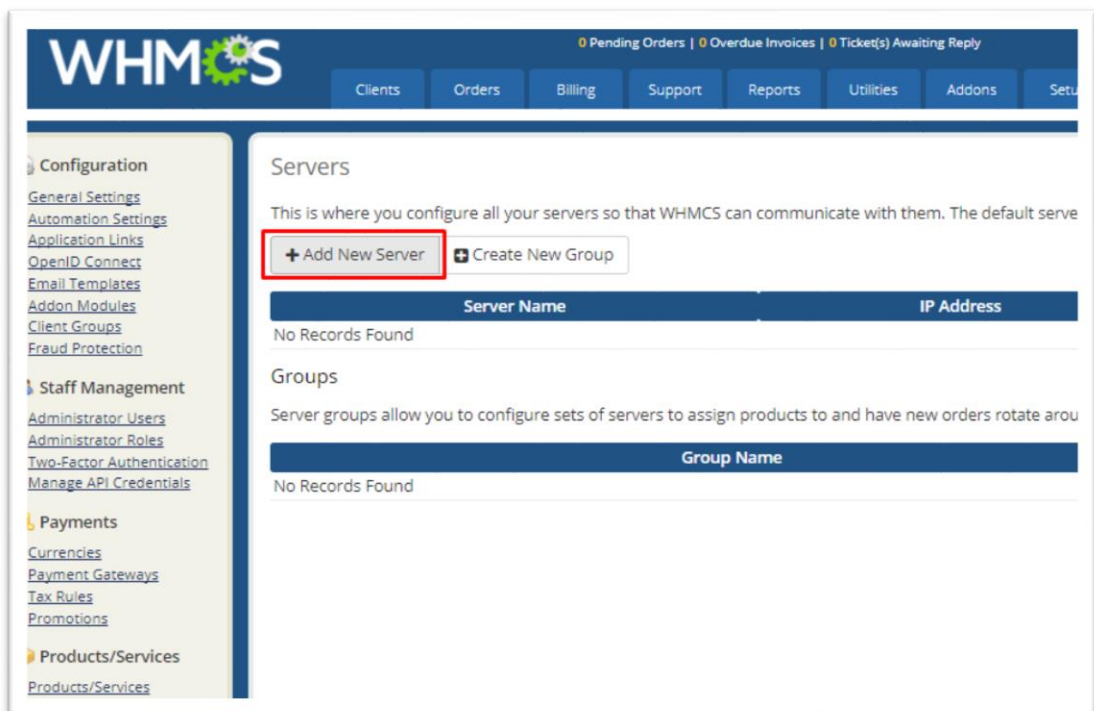 WHMCS
0 Pending Orders | 0 Overdue Invoices | 0 Ticket(s) Awaiting Reply
Clients Orders Billing Support Reports Utilities Addons Setu
Configuration
General Settings
Automation Settings
Application Links
OpenID Connect
Email Templates
Addon Modules
Client Groups
Fraud Protection
Staff Management
Administrator Users
Administrator Roles
Two-Factor Authentication
Manage API Credentials
Payments
Currencies
Payment Gateways
Tax Rules
Promotions
Products/Services
Products/Services
Servers
This is where you configure all your servers so that WHMCS can communicate with them. The default serve
+ Add New Server Create New Group
Server Name IP Address
No Records Found
Groups
Server groups allow you to configure sets of servers to assign products to and have new orders rotate arou
Group Name
No Records Found